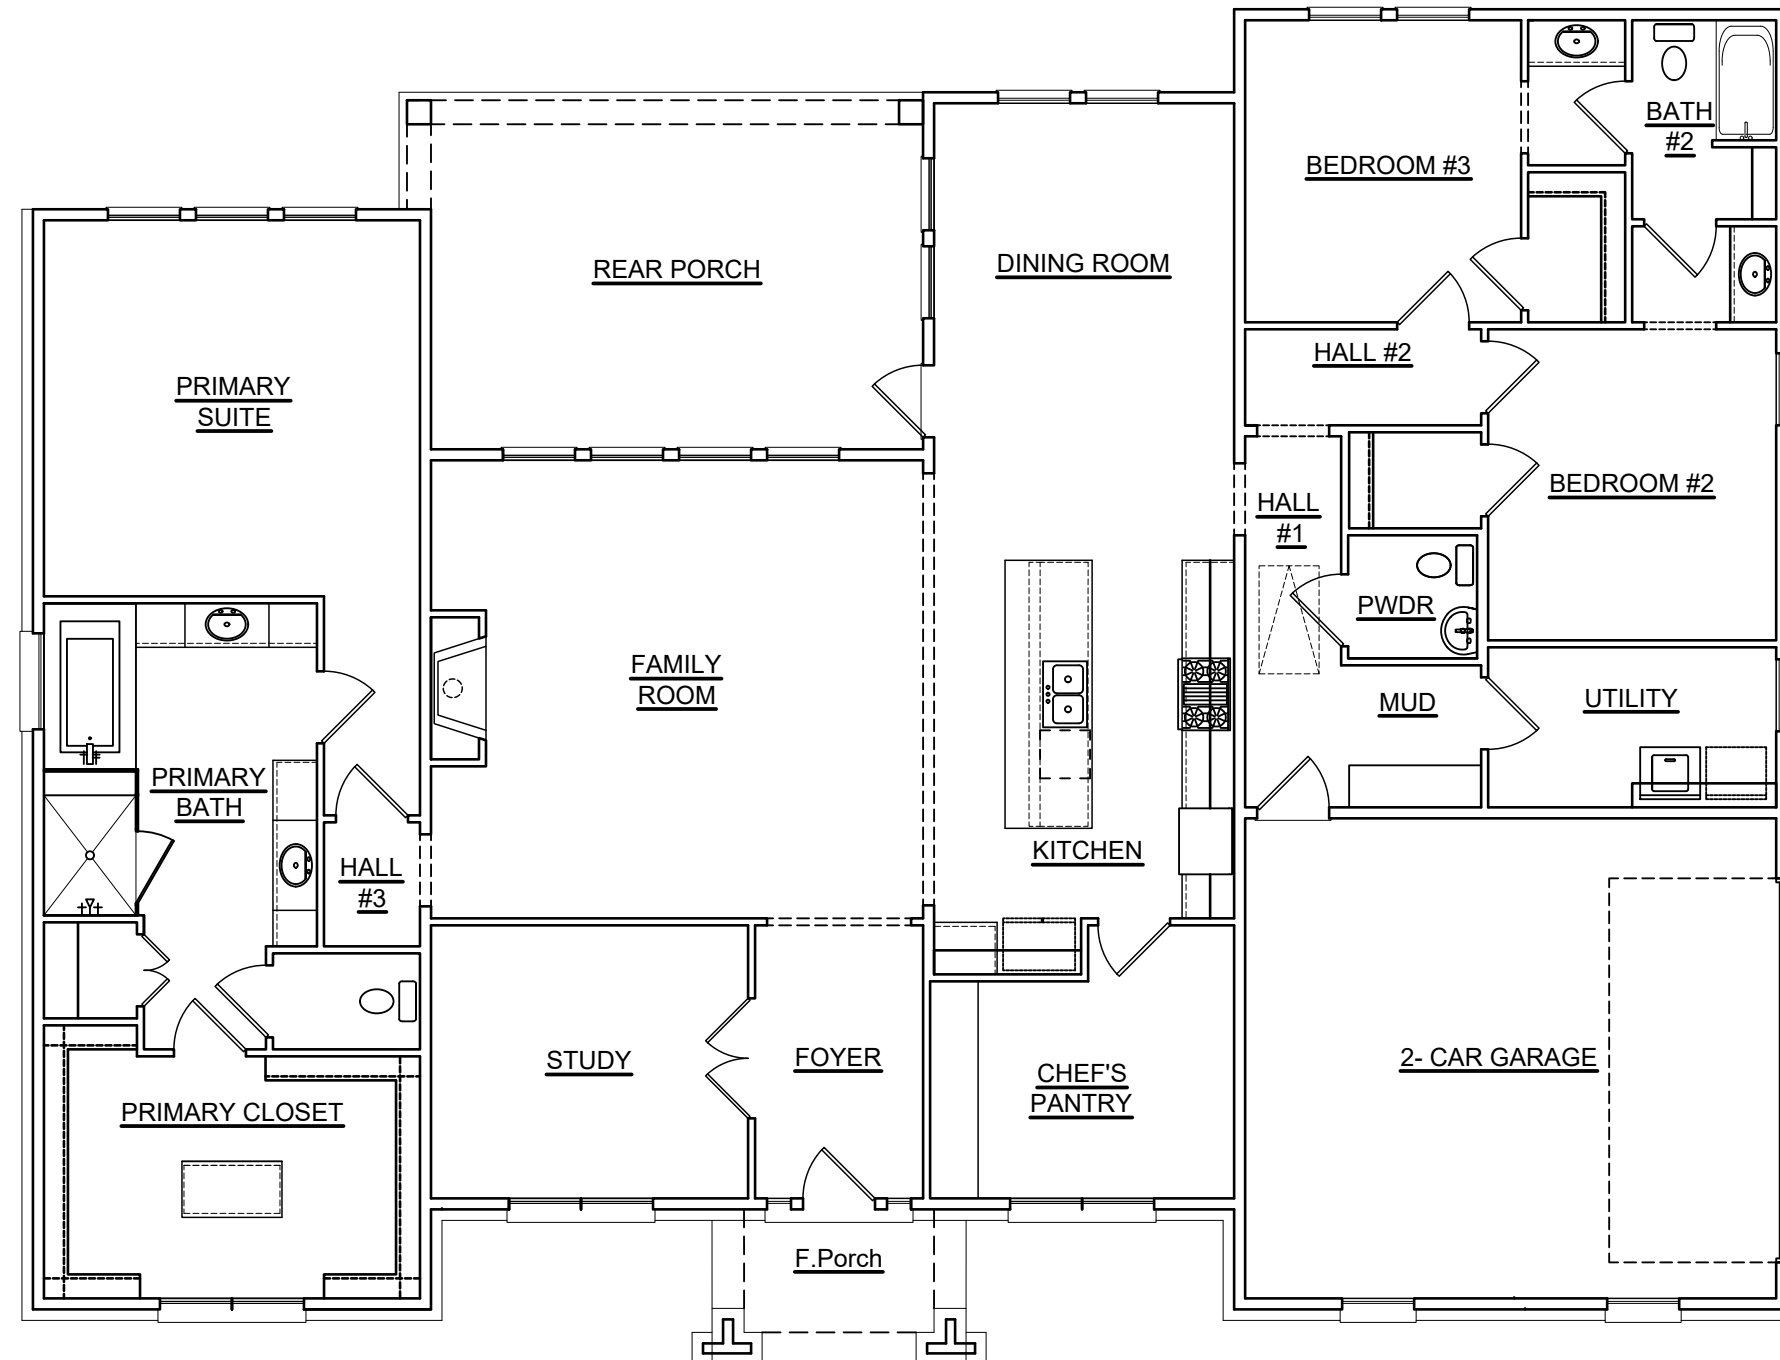 BATH
#2
BEDROOM #3
REAR PORCH
DINING ROOM
HALL #2
PRIMARY
SUITE
BEDROOM #2
HALL
#1
PWDR
FAMILY
ROOM
MUD
UTILITY
PRIMARY
BATH
KITCHEN
HALL
#3
STUDY
FOYER
CHEF'S
PANTRY
2- CAR GARAGE
PRIMARY CLOSET
F.Porch